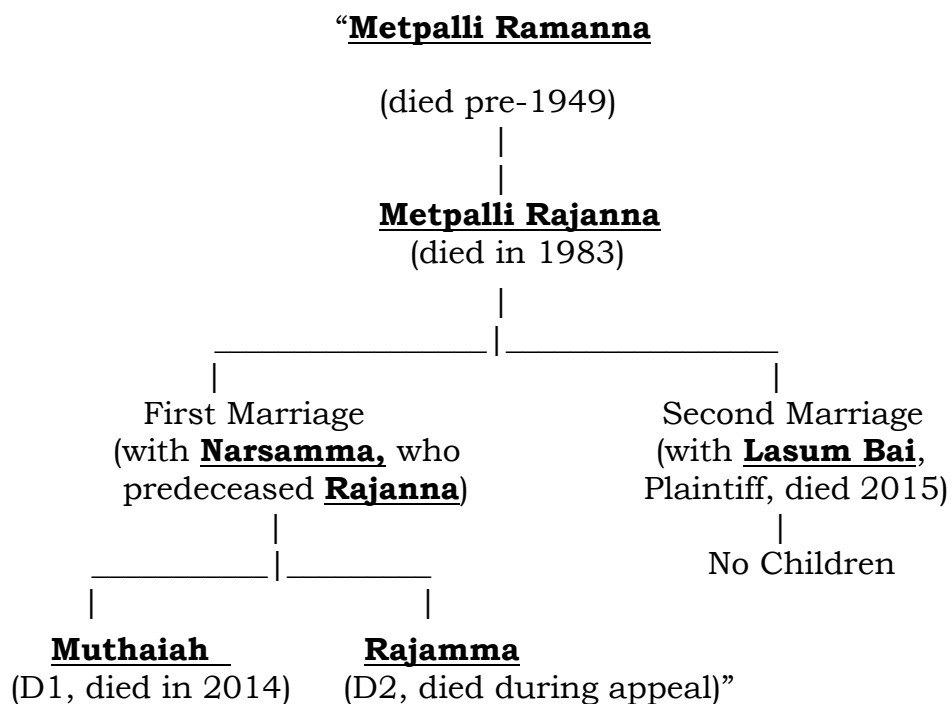 “Metpalli Ramanna
(died pre-1949)
Metpalli Rajanna
(died in 1983)
First Marriage
(with Narsamma, who
predeceased Rajanna)
Second Marriage
(with Lasum Bai,
Plaintiff, died 2015)
No Children
Muthaiah
(D1, died in 2014)
Rajamma
(D2, died during appeal)”